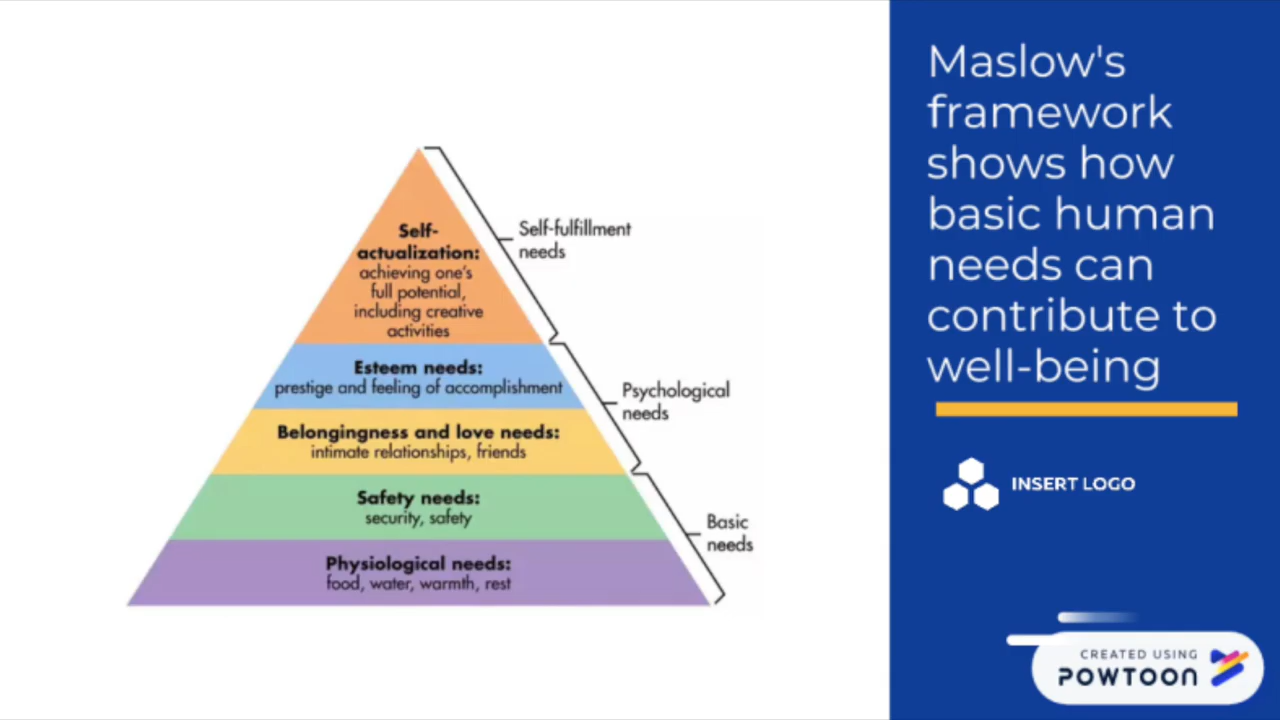 Self-
actualization:
achieving one's
full potential,
including creative
activities
Esteem needs:
prestige and feeling of accomplishment
Belongingness and love needs:
intimate relationships, friends
Safety needs:
security, safety
Physiological needs:
food, water, warmth, rest
Self-fulfillment
needs
Psychological
needs
Basic
needs
Maslow's
framework
shows how
basic human
needs can
contribute to
well-being
INSERT LOGO
CREATED USING
POWTOON